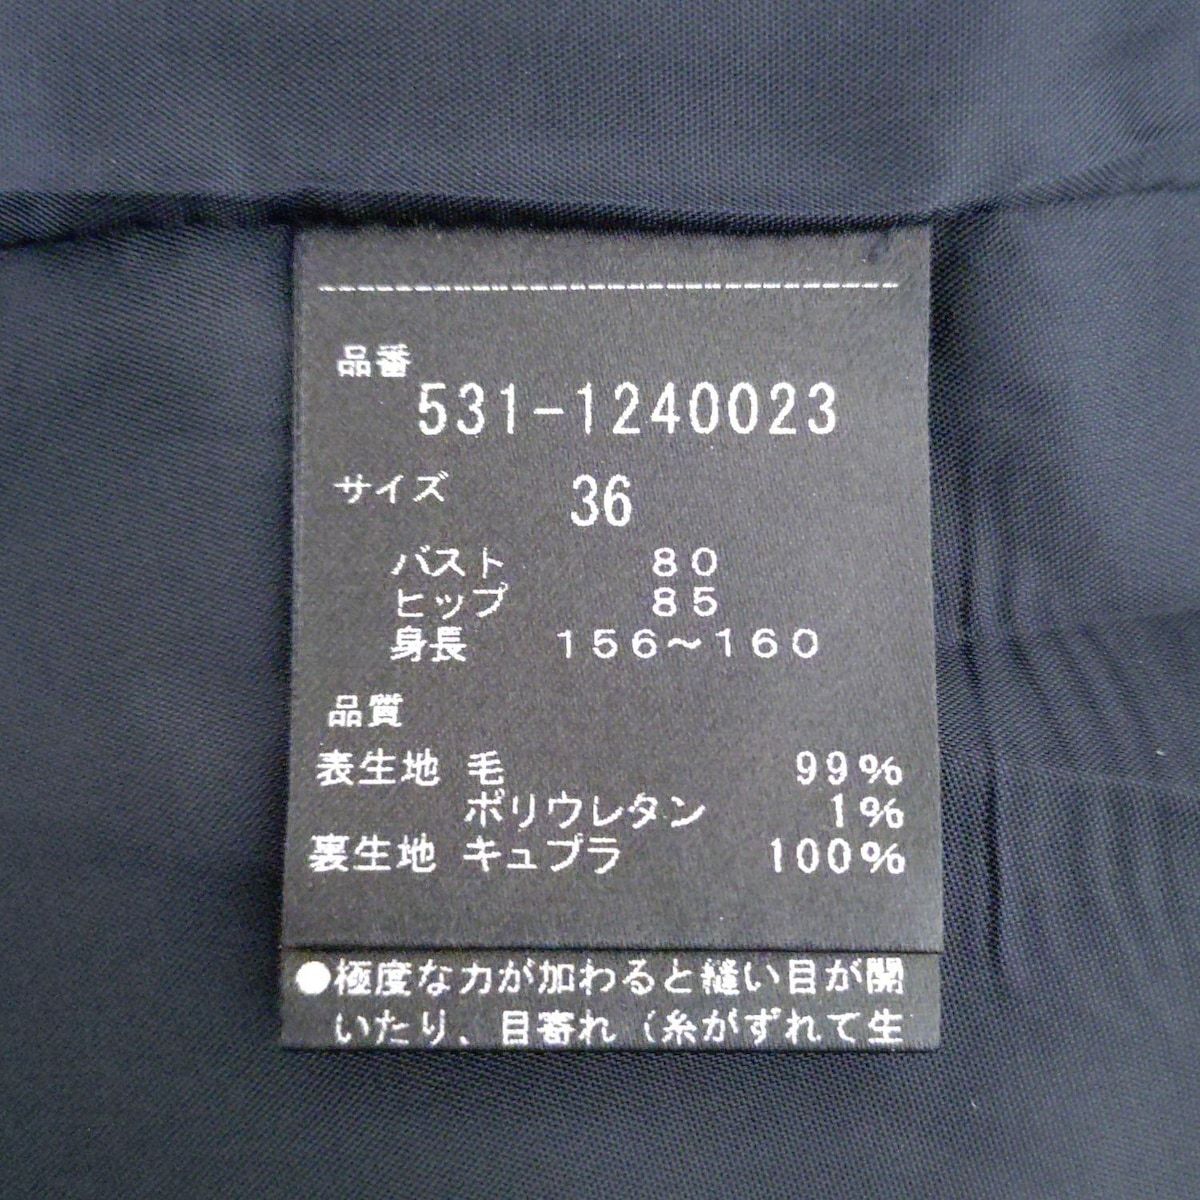 品番
531-1240023
サイズ 36
バスト 80
ヒップ 85
身長 156〜160
品質
表生地 毛 99%
ポリウレタン 1%
裏生地 キュプラ 100%
●極度な力が加わると縫い目が開
いたり、目寄れ（糸がずれて生